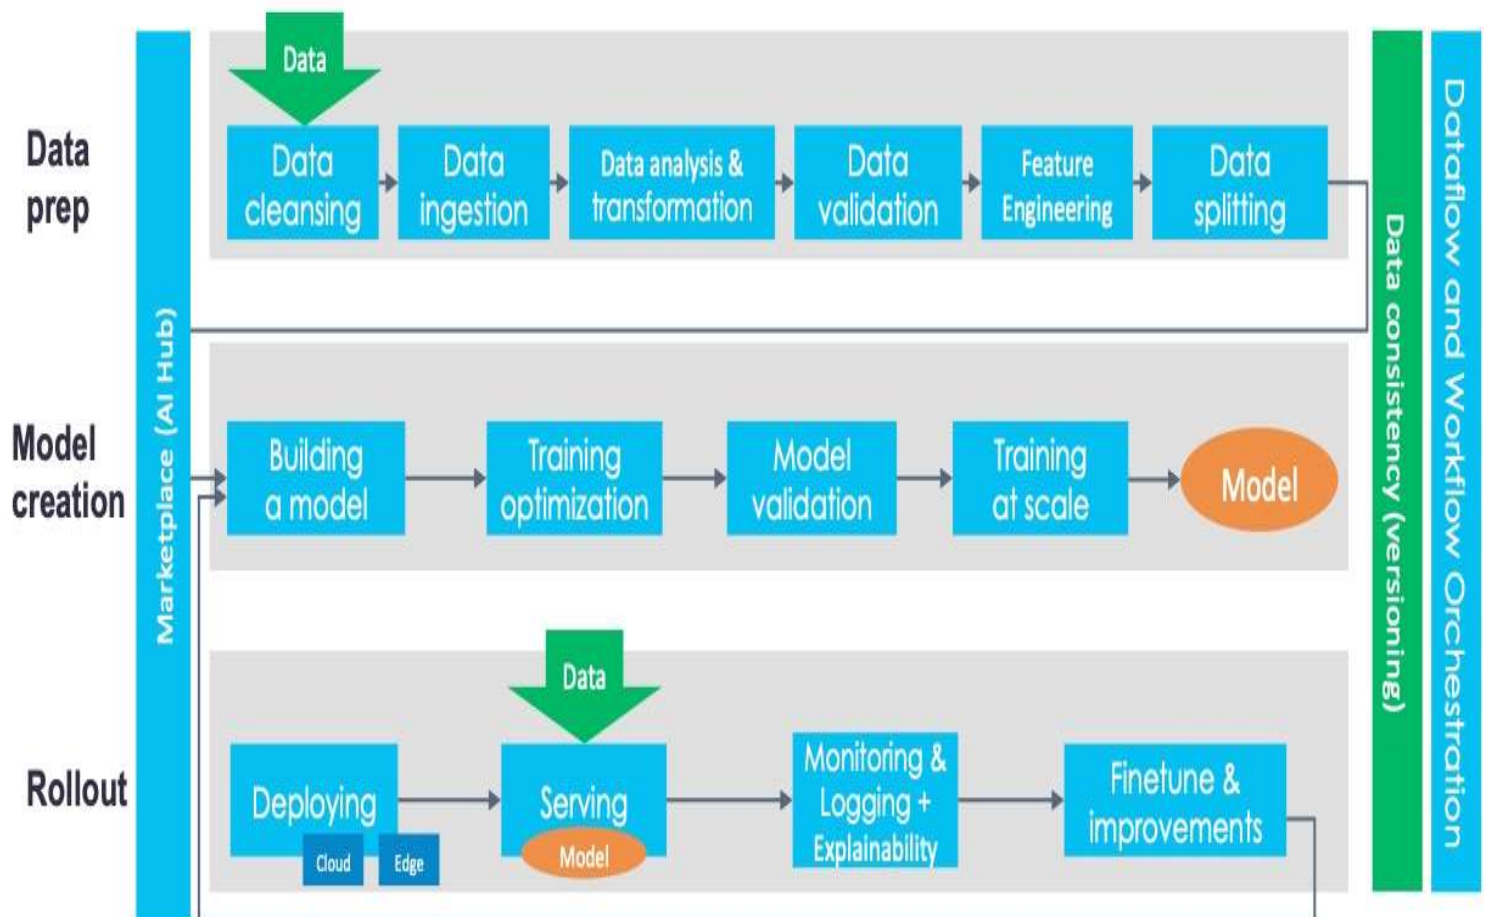 Data
Data
prep
Data
cleansing
Data
ingestion
Data analysis &
transformation
Data
validation
Feature
Engineering
Data
splitting
Marketplace (AI Hub)
Model
creation
Building
a model
Training
optimization
Model
validation
Training
at scale
Model
Data
Rollout
Deploying
Cloud
Edge
Serving
Model
Monitoring &
Logging +
Explainability
Finetune &
improvements
Data consistency (versioning)
Dataflow and Workflow Orchestration